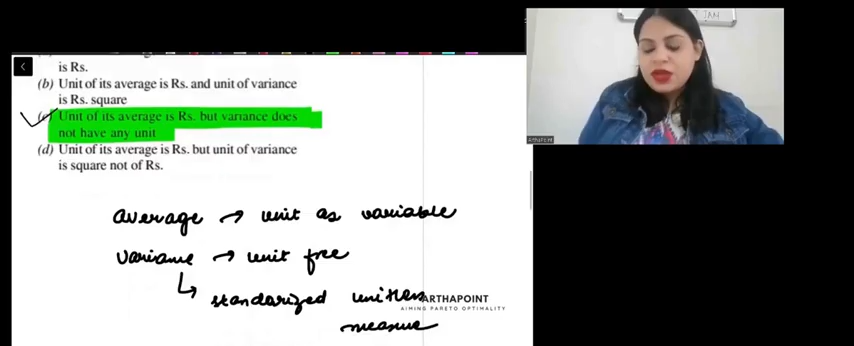 JAN
is Rs.
(b) Unit of its average is Rs. and unit of variance
is Rs. square
(c) Unit of its average is Rs. but variance does
not have any unit
(d) Unit of its average is Rs. but unit of variance
is square not of Rs.
average → unit as variable
variance → unit free
↳ standarized unitless
measure
ARTHAPOINT
AIMING PARETO OPTIMALITY